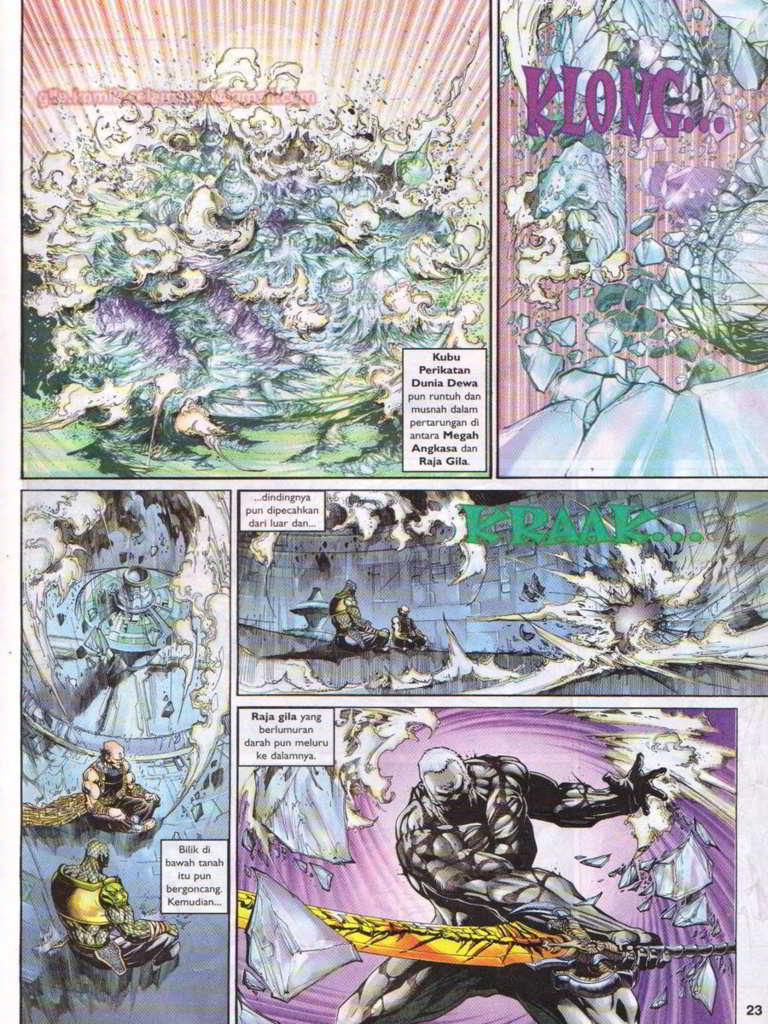 KLONG...
Kubu
Perikatan
Dunia Dewa
pun runtuh dan
musnah dalam
pertarungan di
antara Megah
Angkasa dan
Raja Gila.
Bilik di
bawah tanah
itu pun
bergoncang.
Kemudian...
...dindingnya
pun dipecahkan
dari luar dan...
KRAAK...
Raja gila yang
berlumuran
darah pun meluru
ke dalamnya.
23